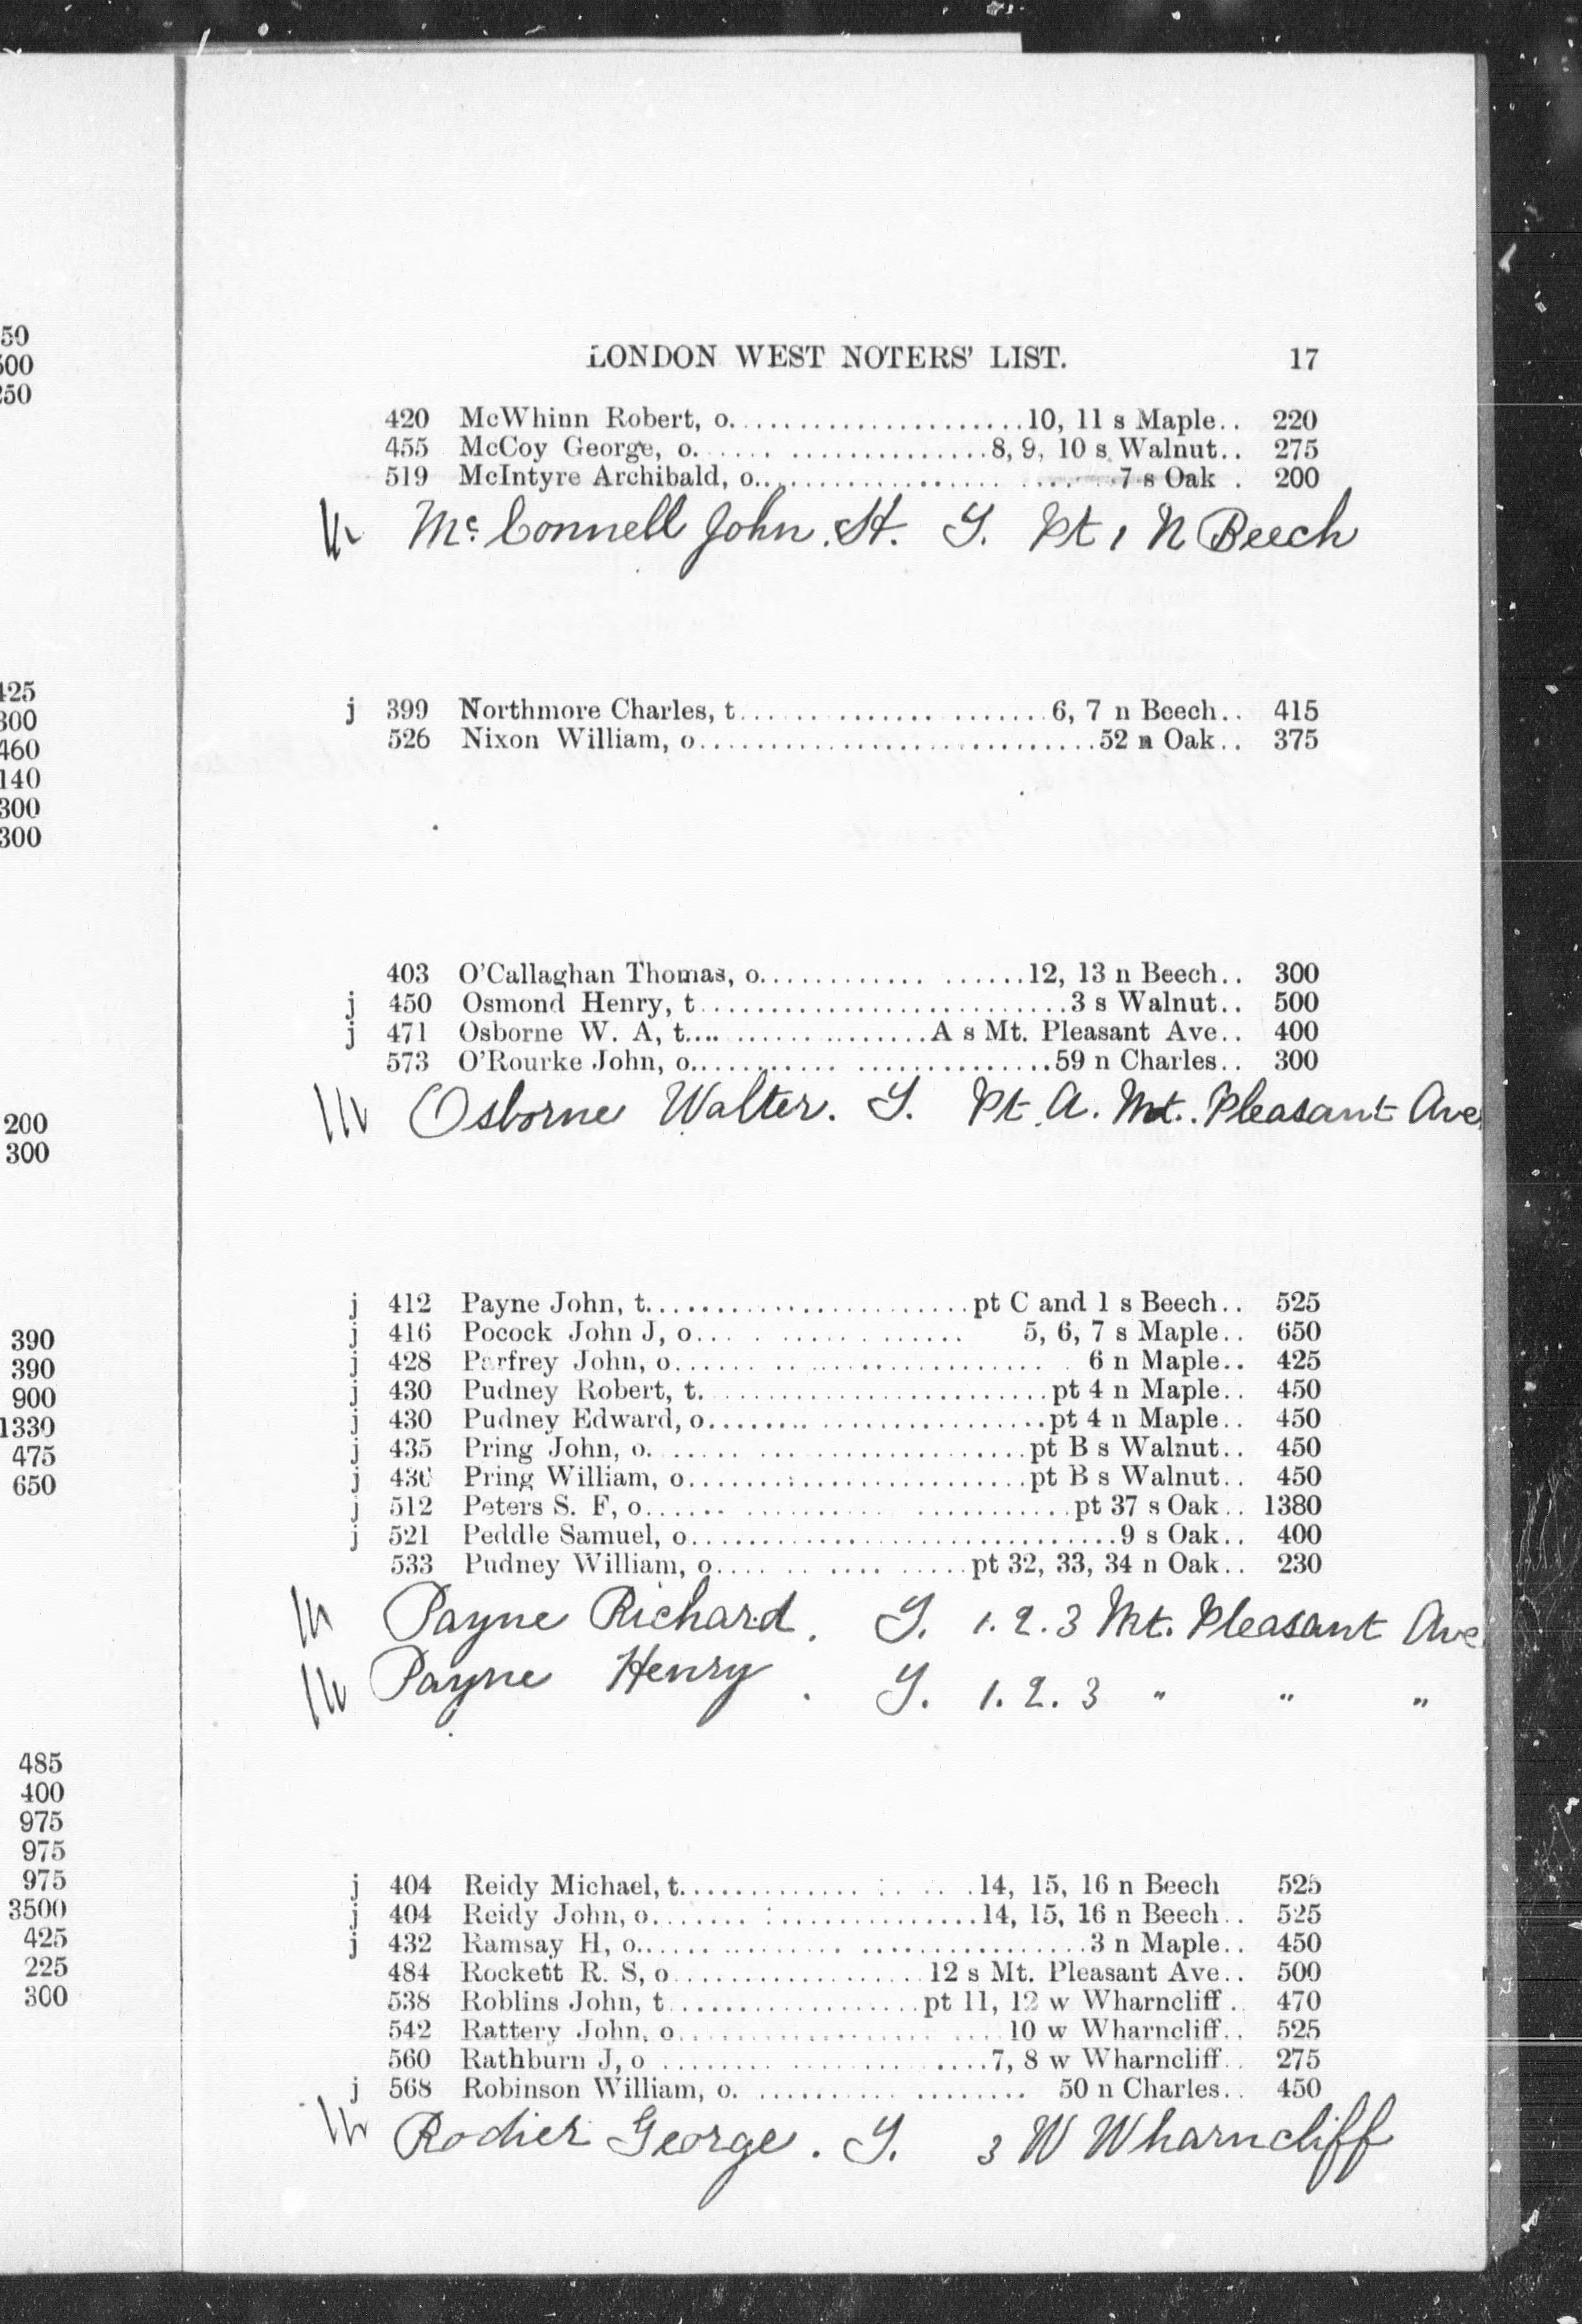 50
500
250
425
300
460
140
300
300
200
300
390
390
900
1330
475
650
485
400
975
975
975
3500
425
225
300
LONDON WEST NOTERS' LIST. 17
420 McWhinn Robert, o. 10, 11 s Maple.. 220
455 McCoy George, o. 8, 9, 10 s Walnut.. 275
519 McIntyre Archibald, o. 7 s Oak . 200
Mc Connell John. H. Y. Pt 1 N Beech
j 399 Northmore Charles, t. 6, 7 n Beech.. 415
526 Nixon William, o. 52 n Oak.. 375
403 O'Callaghan Thomas, o. 12, 13 n Beech.. 300
j 450 Osmond Henry, t. 3 s Walnut.. 500
j 471 Osborne W. A, t. A s Mt. Pleasant Ave.. 400
573 O'Rourke John, o. 59 n Charles.. 300
Osborne Walter. Y. Pt. A. Mt. Pleasant Ave
j 412 Payne John, t. pt C and 1 s Beech.. 525
j 416 Pocock John J, o. 5, 6, 7 s Maple.. 650
j 428 Parfrey John, o. 6 n Maple.. 425
j 430 Pudney Robert, t. pt 4 n Maple.. 450
j 430 Pudney Edward, o. pt 4 n Maple.. 450
j 435 Pring John, o. pt B s Walnut.. 450
j 436 Pring William, o. pt B s Walnut.. 450
j 512 Peters S. F, o. pt 37 s Oak.. 1380
j 521 Peddle Samuel, o. 9 s Oak.. 400
533 Pudney William, o. pt 32, 33, 34 n Oak.. 230
Payne Richard. Y. 1. 2. 3 Mt. Pleasant Ave
Payne Henry. Y. 1. 2. 3 " " "
j 404 Reidy Michael, t. 14, 15, 16 n Beech 525
j 404 Reidy John, o. 14, 15, 16 n Beech.. 525
j 432 Ramsay H, o. 3 n Maple.. 450
484 Rockett R. S, o. 12 s Mt. Pleasant Ave.. 500
538 Roblins John, t. pt 11, 12 w Wharncliff.. 470
542 Rattery John, o. 10 w Wharncliff.. 525
560 Rathburn J, o. 7, 8 w Wharncliff.. 275
j 568 Robinson William, o. 50 n Charles.. 450
Rodier George. Y. 3 W Wharncliff